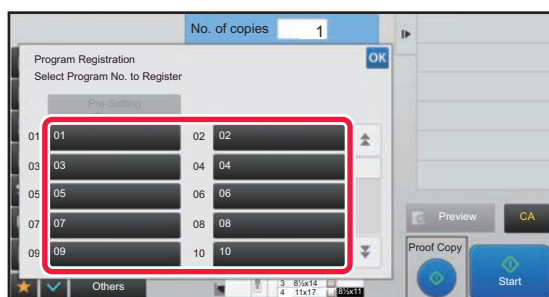 No. of copies 1
Program Registration
OK
Select Program No. to Register
Pre-Setting
01 01 02 02
03 03 04 04
05 05 06 06
07 07 08 08
09 09 10 10
Preview CA
Proof Copy
Start
Others
3 8½x14
4 11x17 8½x11